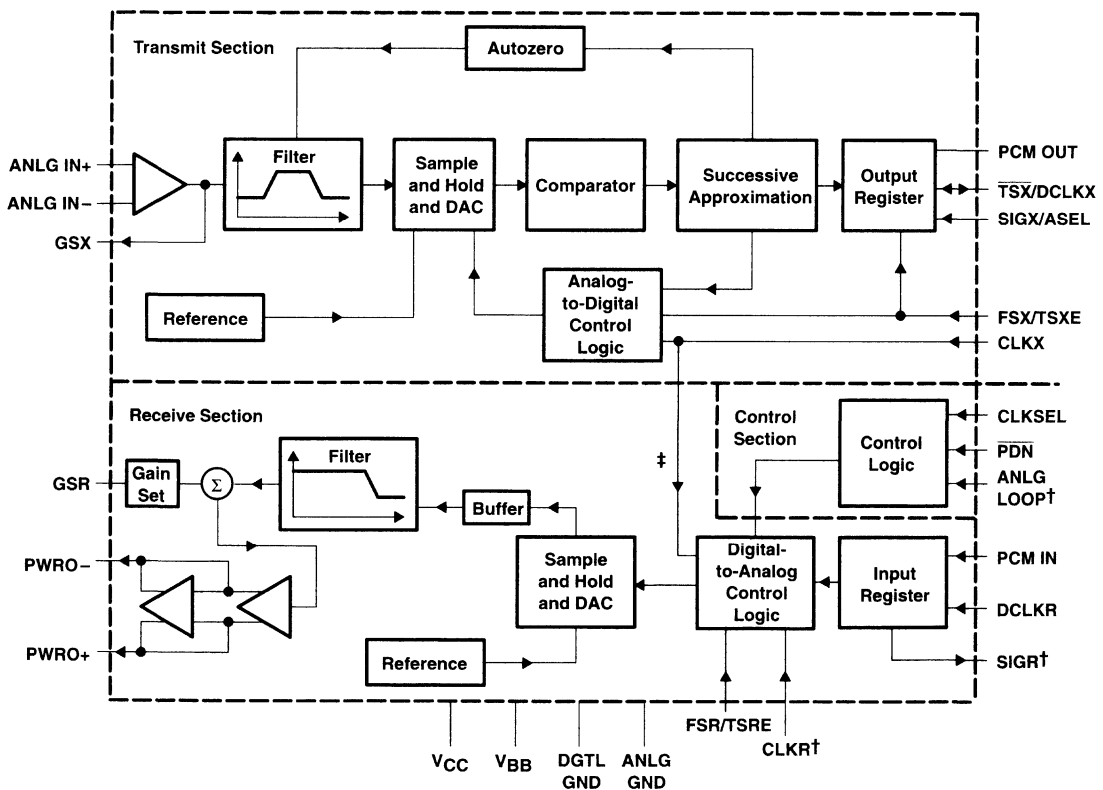 Transmit Section
Autozero
ANLG IN+
ANLG IN−
GSX
Filter
Sample
and Hold
and DAC
Comparator
Successive
Approximation
Output
Register
PCM OUT
T̅S̅X̅/DCLKX
SIGX/ASEL
Reference
Analog-
to-Digital
Control
Logic
FSX/TSXE
CLKX
Receive Section
Control
Section
Control
Logic
CLKSEL
P̅D̅N̅
ANLG
LOOP†
‡
GSR
Gain
Set
Σ
Filter
Buffer
Sample
and Hold
and DAC
Digital-
to-Analog
Control
Logic
Input
Register
PCM IN
DCLKR
SIGR†
PWRO−
PWRO+
Reference
FSR/TSRE
CLKR†
VCC
VBB
DGTL
GND
ANLG
GND